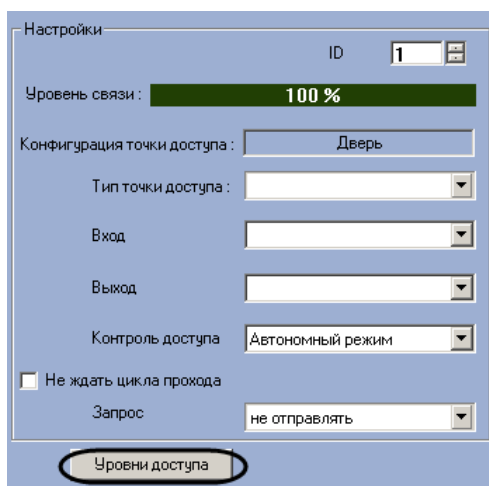 Настройки
ID 1
Уровень связи : 100 %
Конфигурация точки доступа : Дверь
Тип точки доступа :
Вход
Выход
Контроль доступа Автономный режим
Не ждать цикла прохода
Запрос не отправлять
Уровни доступа